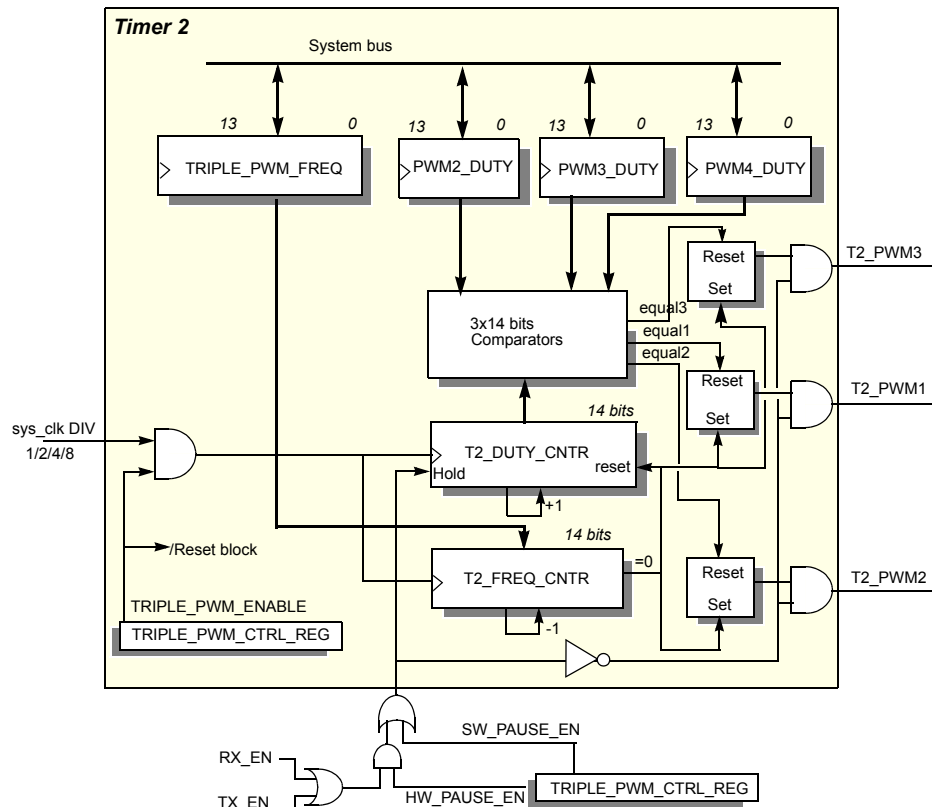 Timer 2
System bus
13 0 13 0 13 0 13 0
TRIPLE_PWM_FREQ
PWM2_DUTY
PWM3_DUTY
PWM4_DUTY
Reset
Set
T2_PWM3
3x14 bits
Comparators
equal3
equal1
equal2
Reset
Set
T2_PWM1
14 bits
sys_clk DIV
1/2/4/8
T2_DUTY_CNTR
reset
Hold
+1
14 bits
/Reset block
T2_FREQ_CNTR
=0
-1
Reset
Set
T2_PWM2
TRIPLE_PWM_ENABLE
TRIPLE_PWM_CTRL_REG
SW_PAUSE_EN
RX_EN
TX_EN
HW_PAUSE_EN
TRIPLE_PWM_CTRL_REG